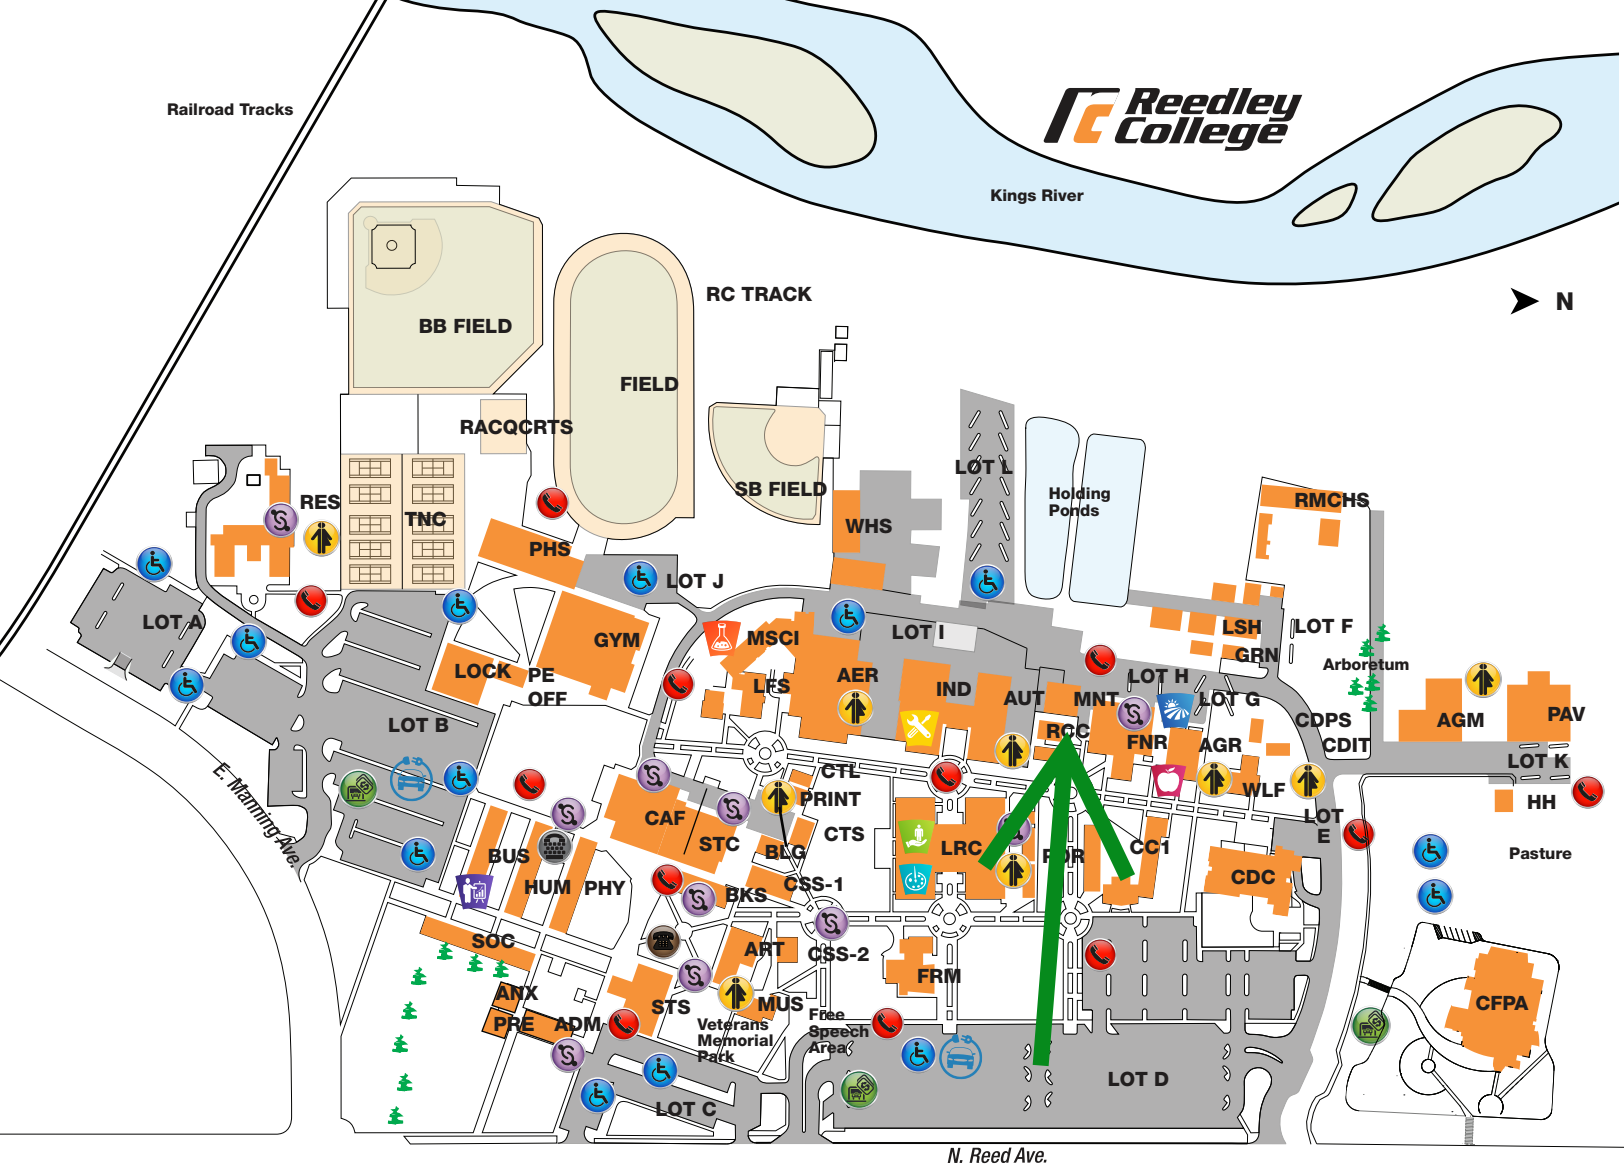 Railroad Tracks
Reedley
College
Kings River
N
RC TRACK
BB FIELD
FIELD
RACQCRTS
SB FIELD
LOT L
Holding
Ponds
RMCHS
RES
TNC
WHS
PHS
LOT J
LOT A
GYM
MSCI
LOT I
LSH
LOT F
GRN
Arboretum
LOCK
PE
OFF
LFS
AER
IND
AUT
MNT
LOT H
LOT G
LOT B
RCC
FNR
AGR
CDPS
CDIT
AGM
PAV
E. Manning Ave.
CTL
PRINT
WLF
LOT K
HH
CAF
STC
CTS
BLG
LRC
POR
CC1
LOT
E
Pasture
BUS
HUM
PHY
BKS
CSS-1
CDC
SOC
ART
CSS-2
FRM
ANX
PRE
ADM
STS
MUS
CFPA
Veterans
Memorial
Park
Free
Speech
Area
LOT C
LOT D
N. Reed Ave.